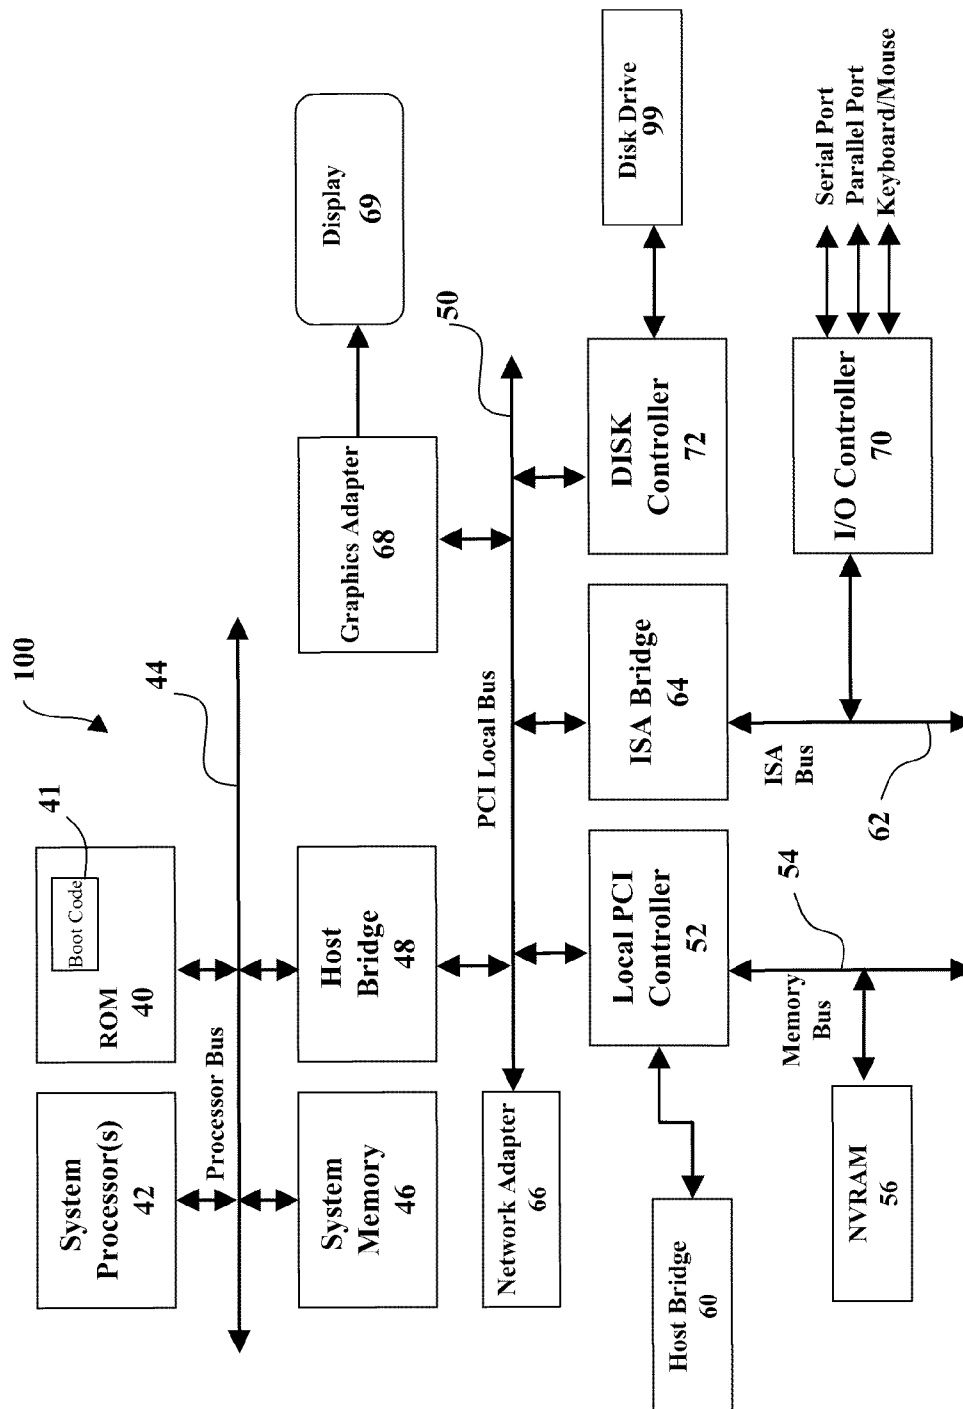 100
System
Processor(s)
42
ROM
40
Boot Code
41
Processor Bus
44
System
Memory
46
Host
Bridge
48
Graphics Adapter
68
Display
69
Network Adapter
66
PCI Local Bus
50
Host Bridge
60
Local PCI
Controller
52
ISA Bridge
64
DISK
Controller
72
Disk Drive
99
Memory
Bus
54
ISA
Bus
62
NVRAM
56
I/O Controller
70
Serial Port
Parallel Port
Keyboard/Mouse